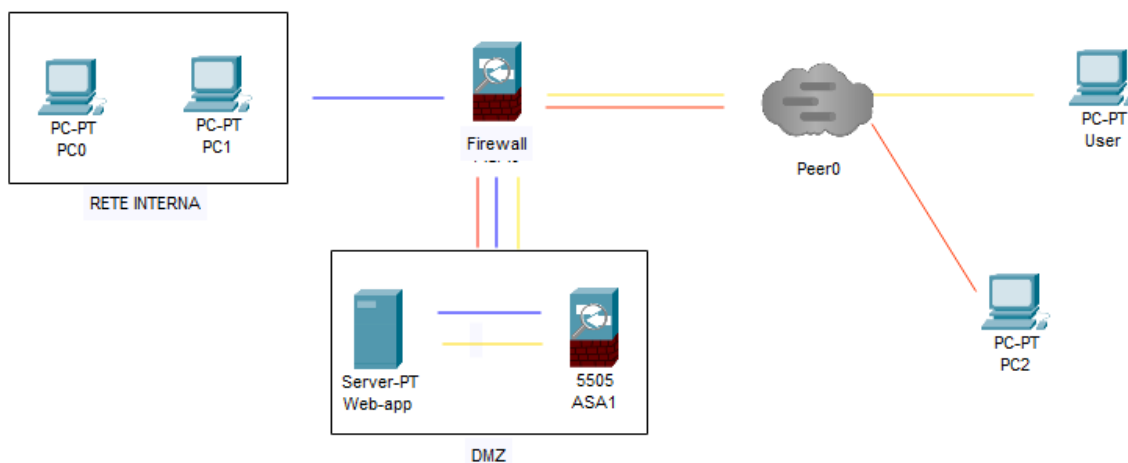 PC-PT
PC0
PC-PT
PC1
RETE INTERNA
Firewall
Peer0
PC-PT
User
PC-PT
PC2
Server-PT
Web-app
5505
ASA1
DMZ